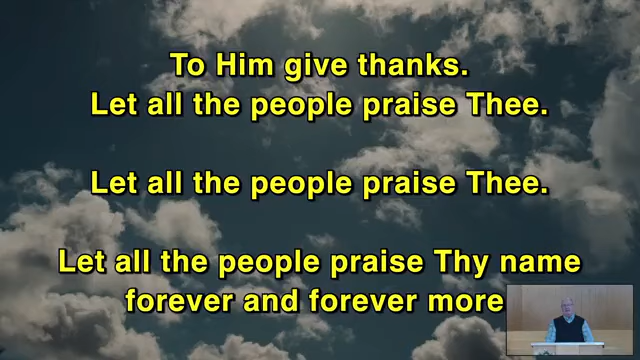 To Him give thanks.
Let all the people praise Thee.
Let all the people praise Thee.
Let all the people praise Thy name
forever and forever more